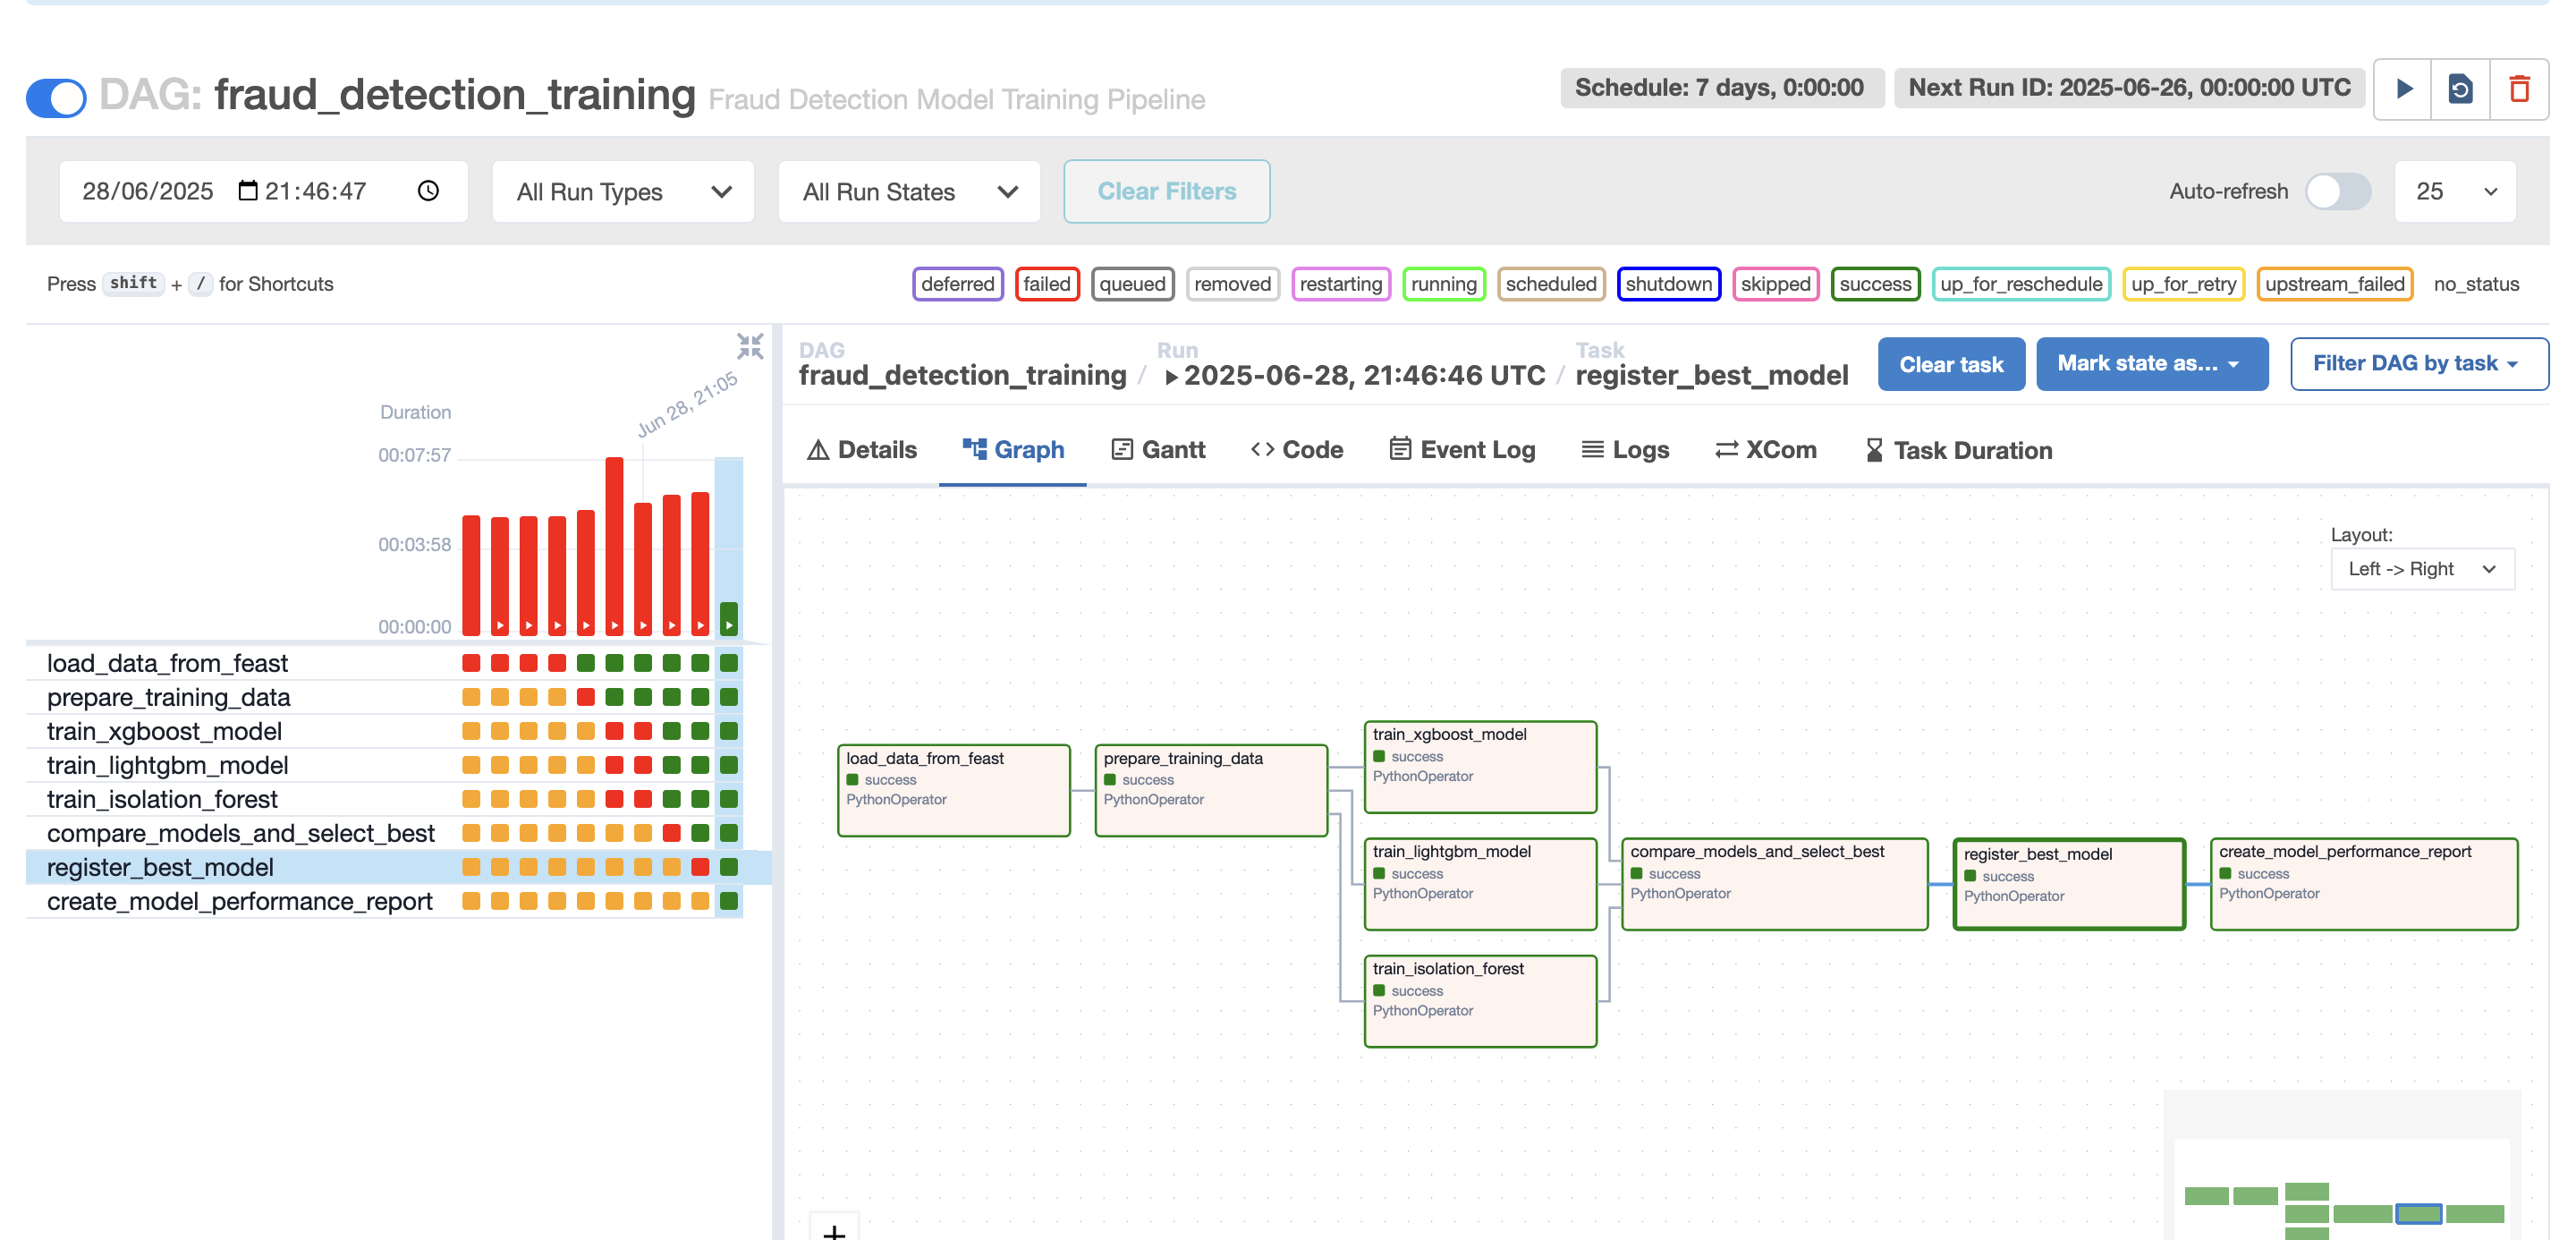 DAG: fraud_detection_training Fraud Detection Model Training Pipeline
Schedule: 7 days, 0:00:00
Next Run ID: 2025-06-26, 00:00:00 UTC
28/06/2025 21:46:47
All Run Types
All Run States
Clear Filters
Auto-refresh
25
Press shift + / for Shortcuts
deferred
failed
queued
removed
restarting
running
scheduled
shutdown
skipped
success
up_for_reschedule
up_for_retry
upstream_failed
no_status
Duration
Jun 28, 21:05
00:07:57
00:03:58
00:00:00
load_data_from_feast
prepare_training_data
train_xgboost_model
train_lightgbm_model
train_isolation_forest
compare_models_and_select_best
register_best_model
create_model_performance_report
DAG
fraud_detection_training
/
Run
2025-06-28, 21:46:46 UTC
/
Task
register_best_model
Clear task
Mark state as...
Filter DAG by task
Details
Graph
Gantt
Code
Event Log
Logs
XCom
Task Duration
Layout:
Left -> Right
load_data_from_feast
success
PythonOperator
prepare_training_data
success
PythonOperator
train_xgboost_model
success
PythonOperator
train_lightgbm_model
success
PythonOperator
train_isolation_forest
success
PythonOperator
compare_models_and_select_best
success
PythonOperator
register_best_model
success
PythonOperator
create_model_performance_report
success
PythonOperator
+